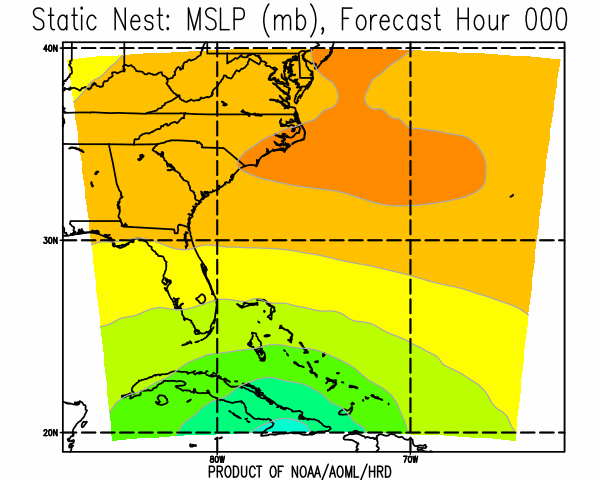 Static Nest: MSLP (mb), Forecast Hour 000
40N
30N
20N
80W 70W
PRODUCT OF NOAA/AOML/HRD